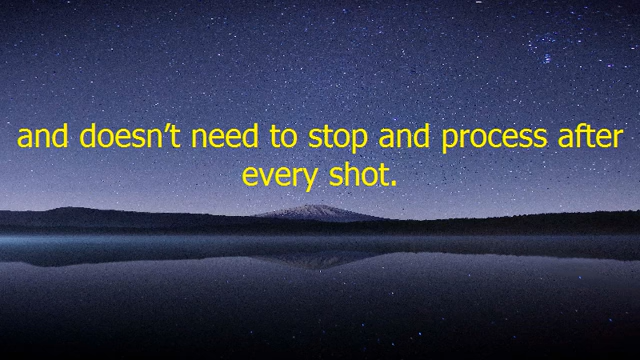 and doesn’t need to stop and process after
every shot.